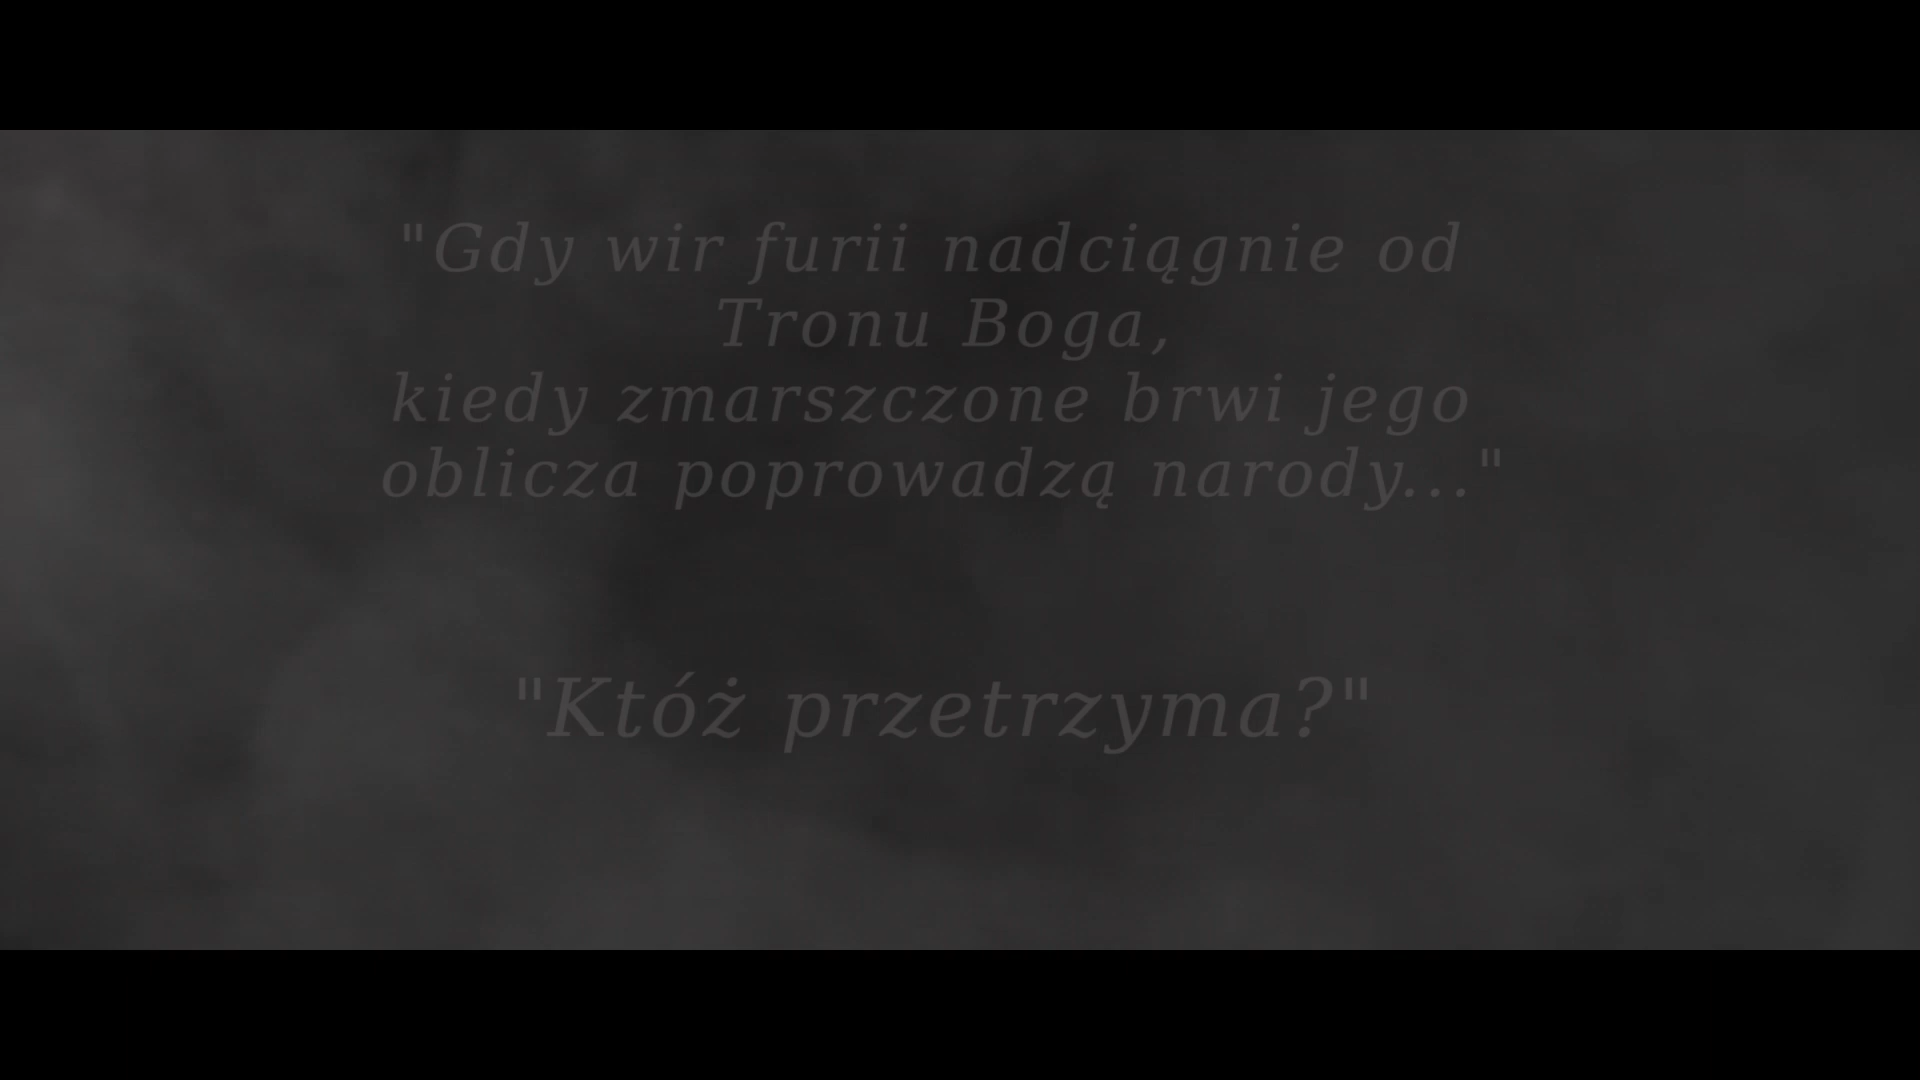 "Gdy wir furii nadciągnie od
Tronu Boga,
kiedy zmarszczone brwi jego
oblicza poprowadzą narody..."
"Któż przetrzyma?"